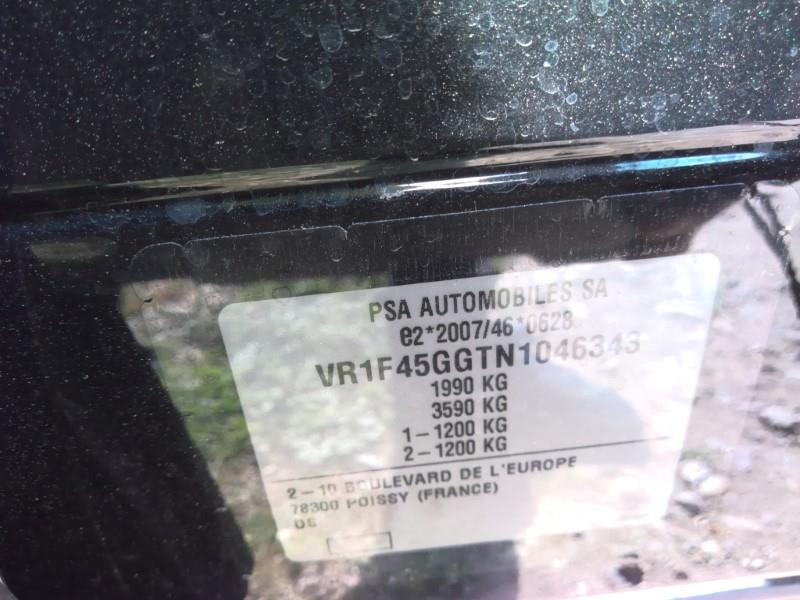 PSA AUTOMOBILES SA
e2*2007/46*0628
VR1F45GGTN1046343
1990 KG
3590 KG
1-1200 KG
2-1200 KG
2-10 BOULEVARD DE L'EUROPE
78300 POISSY (FRANCE)
DS